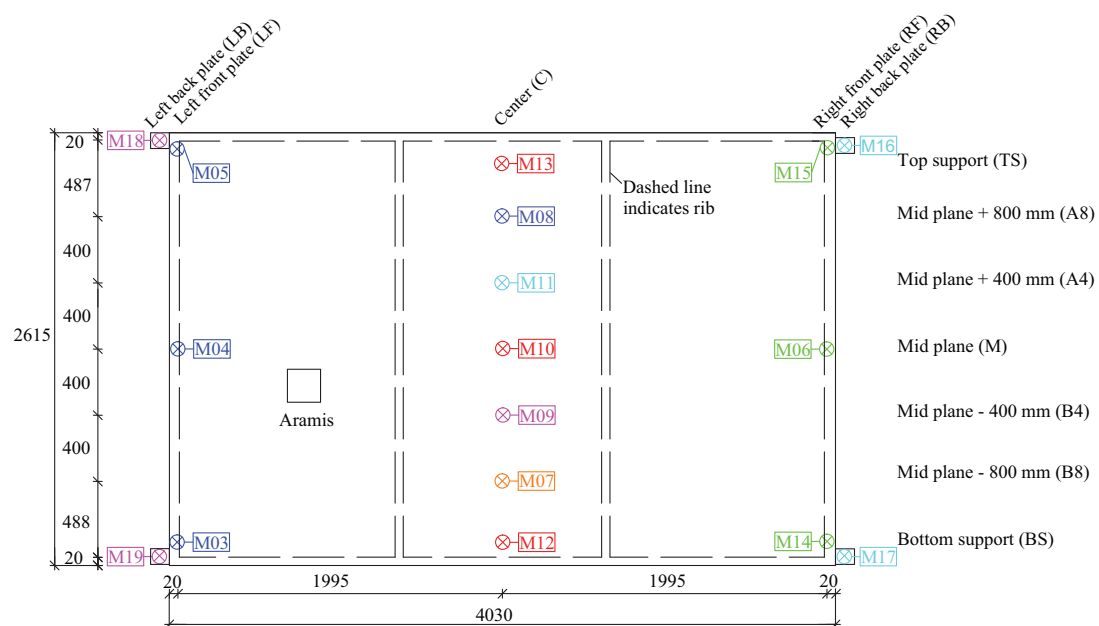 Left back plate (LB)
Left front plate (LF)
Center (C)
Right front plate (RF)
Right back plate (RB)
20
M18
M05
M13
M15
M16
Top support (TS)
487
Dashed line
indicates rib
M08
Mid plane + 800 mm (A8)
400
M11
Mid plane + 400 mm (A4)
400
2615
M04
M10
M06
Mid plane (M)
400
Aramis
M09
Mid plane - 400 mm (B4)
400
M07
Mid plane - 800 mm (B8)
488
M03
M12
M14
Bottom support (BS)
20
M19
M17
20
1995
1995
20
4030